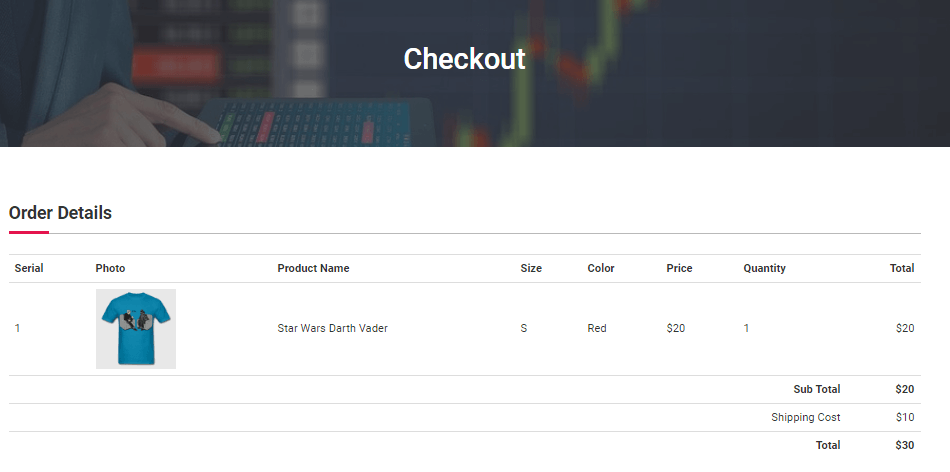 Checkout
Order Details
Serial Photo Product Name Size Color Price Quantity Total
1 Star Wars Darth Vader S Red $20 1 $20
Sub Total $20
Shipping Cost $10
Total $30